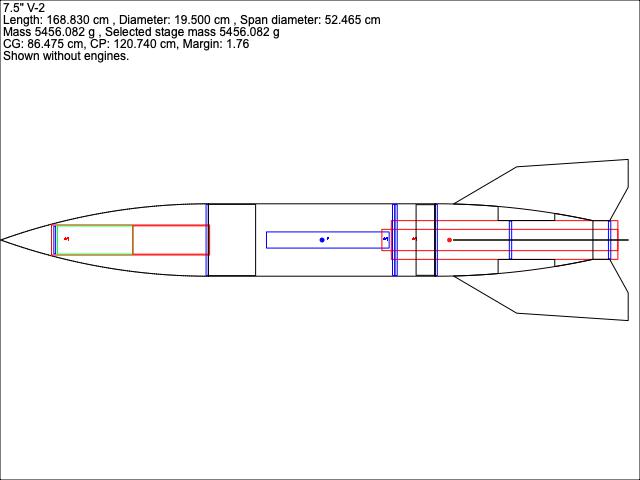 7.5" V-2
Length: 168.830 cm , Diameter: 19.500 cm , Span diameter: 52.465 cm
Mass 5456.082 g , Selected stage mass 5456.082 g
CG: 86.475 cm, CP: 120.740 cm, Margin: 1.76
Shown without engines.